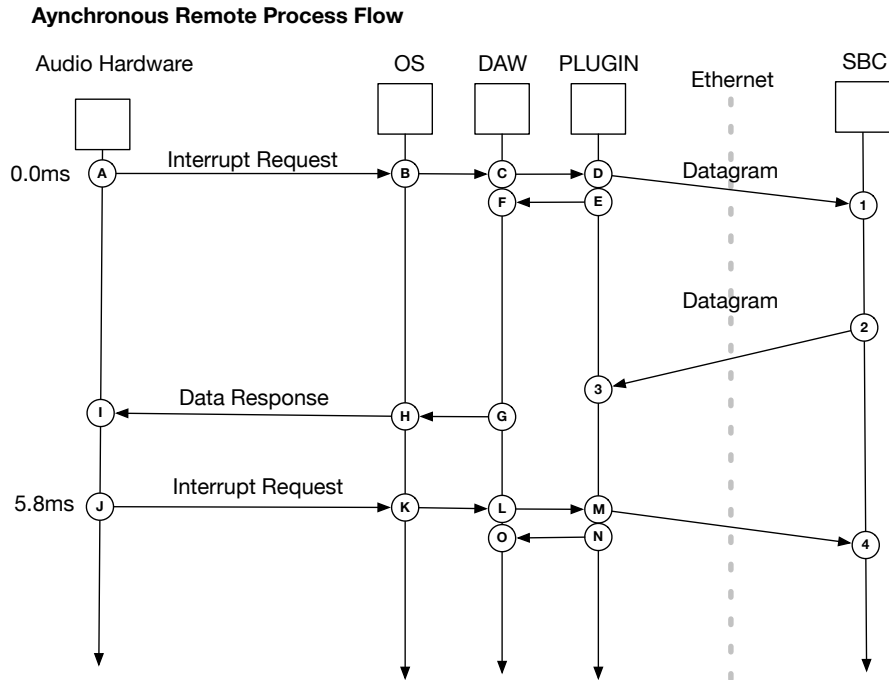 Aynchronous Remote Process Flow
Audio Hardware
OS
DAW
PLUGIN
Ethernet
SBC
0.0ms
A
Interrupt Request
B
C
D
Datagram
F
E
1
Datagram
2
3
I
Data Response
H
G
5.8ms
J
Interrupt Request
K
L
M
O
N
4